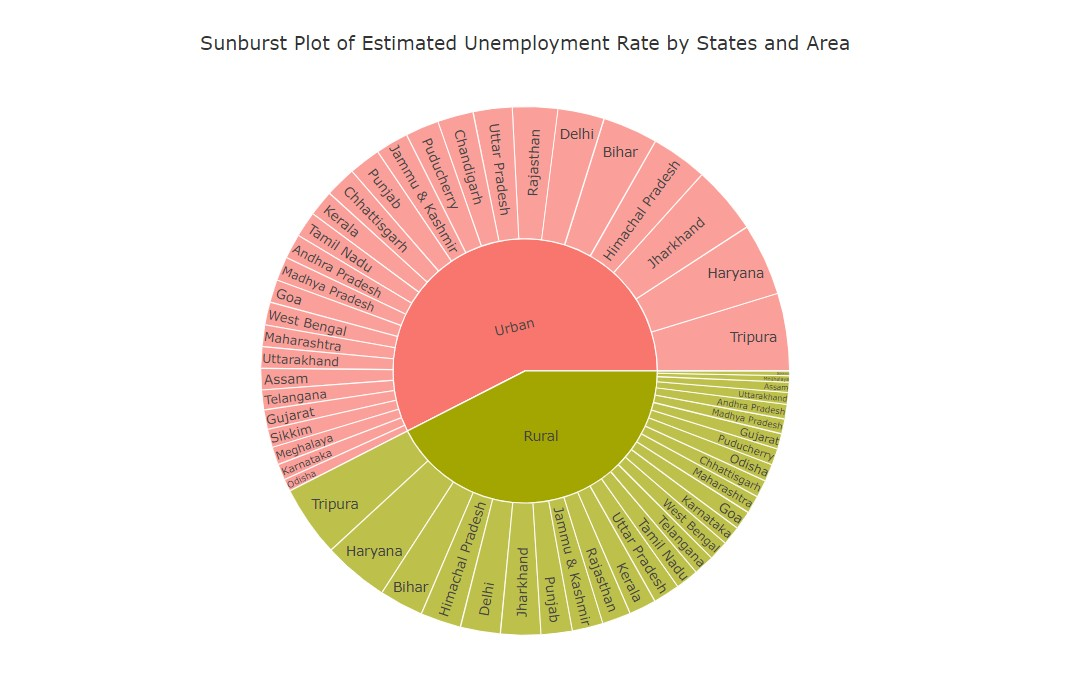 Sunburst Plot of Estimated Unemployment Rate by States and Area
Urban
Tripura
Haryana
Jharkhand
Himachal Pradesh
Bihar
Delhi
Rajasthan
Uttar Pradesh
Chandigarh
Puducherry
Jammu & Kashmir
Punjab
Chhattisgarh
Kerala
Tamil Nadu
Andhra Pradesh
Madhya Pradesh
Goa
West Bengal
Maharashtra
Uttarakhand
Assam
Telangana
Gujarat
Sikkim
Meghalaya
Karnataka
Odisha
Rural
Tripura
Haryana
Bihar
Himachal Pradesh
Delhi
Jharkhand
Punjab
Jammu & Kashmir
Rajasthan
Kerala
Uttar Pradesh
Tamil Nadu
Telangana
West Bengal
Karnataka
Goa
Maharashtra
Chhattisgarh
Odisha
Puducherry
Gujarat
Madhya Pradesh
Andhra Pradesh
Uttarakhand
Assam
Meghalaya